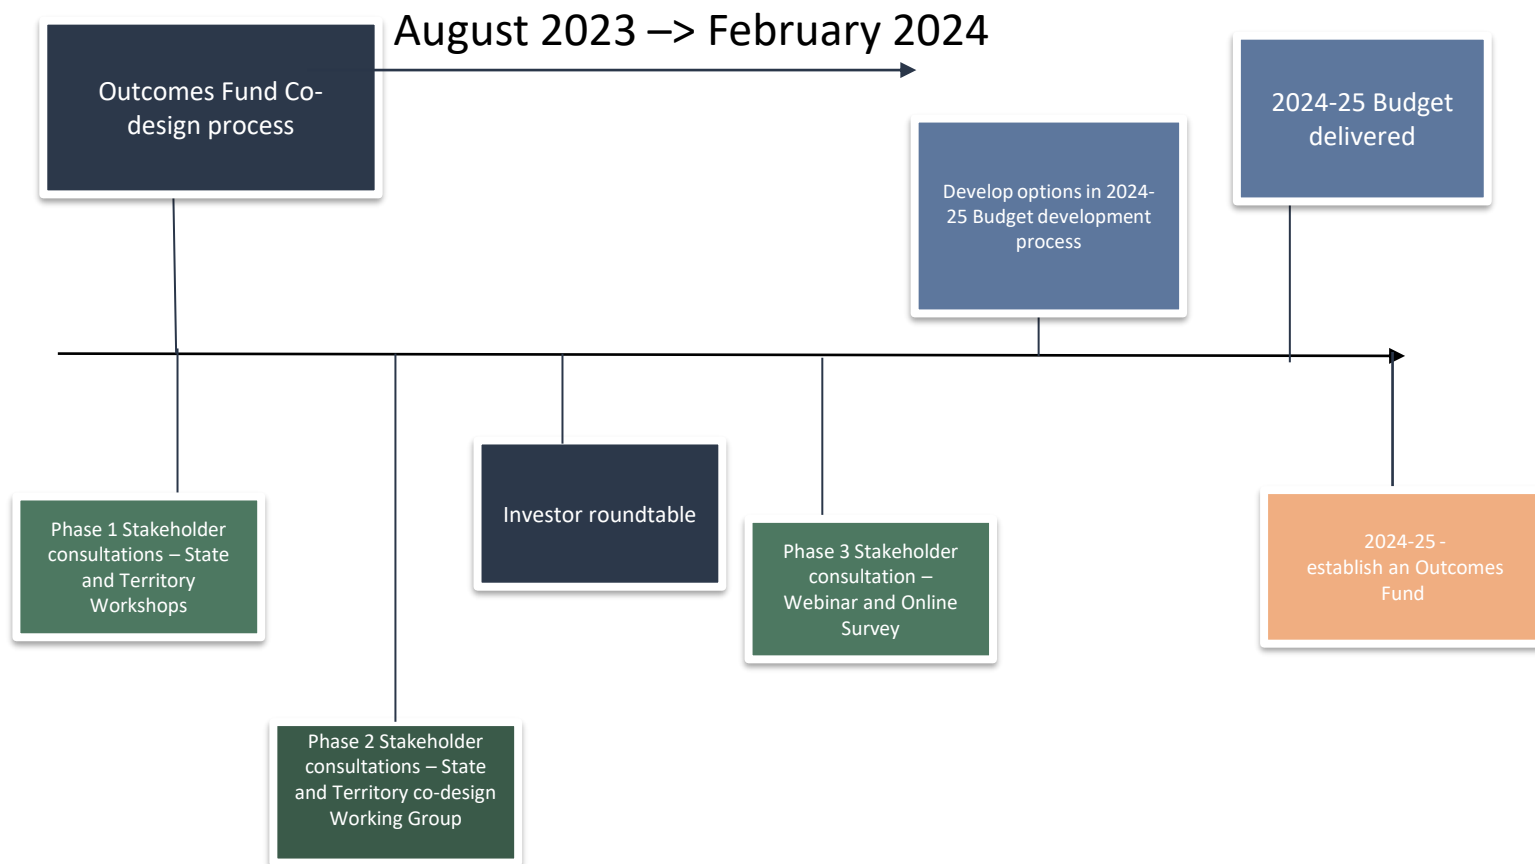 August 2023 –> February 2024
Outcomes Fund Co-
design process
2024-25 Budget
delivered
Develop options in 2024-
25 Budget development
process
Investor roundtable
Phase 1 Stakeholder
consultations – State
and Territory
Workshops
Phase 3 Stakeholder
consultation –
Webinar and Online
Survey
2024-25 -
establish an Outcomes
Fund
Phase 2 Stakeholder
consultations – State
and Territory co-design
Working Group